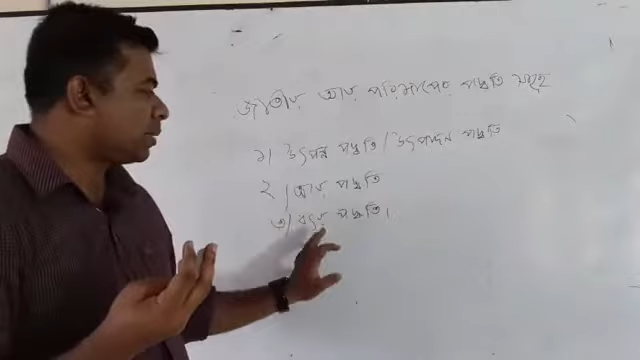 জাতীয় আয় পরিমাপের পদ্ধতি সমূহ
১। উৎপন্ন পদ্ধতি / উৎপাদন পদ্ধতি
২। আয় পদ্ধতি
৩। ব্যয় পদ্ধতি।